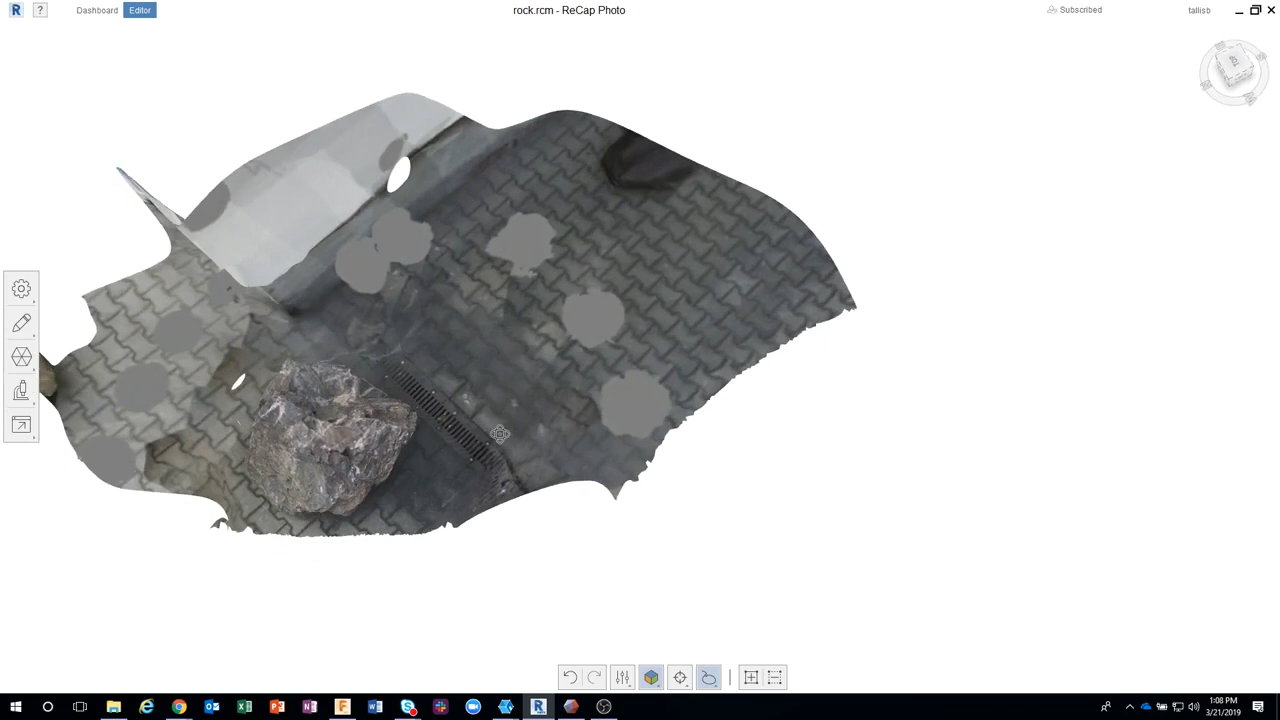 R ? Dashboard Editor rock.rcm - ReCap Photo Subscribed tallisb
1:08 PM
3/21/2019